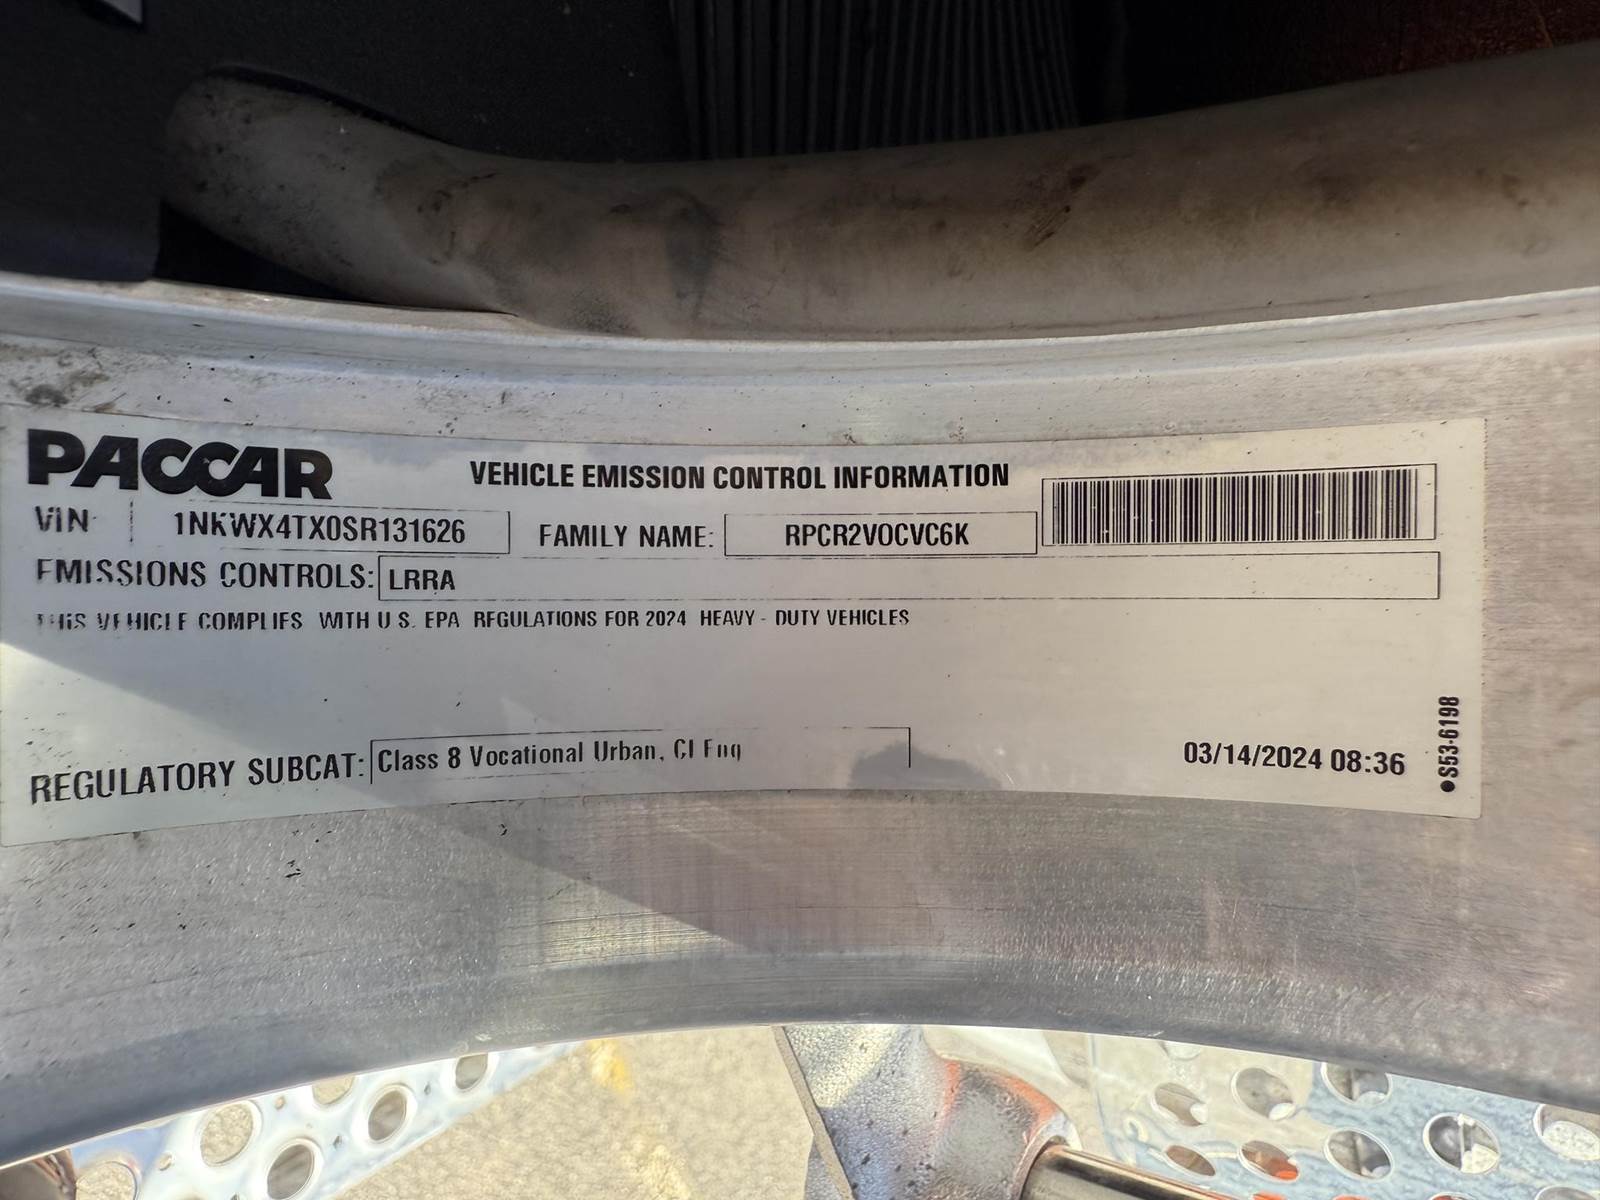 PACCAR
VEHICLE EMISSION CONTROL INFORMATION
VIN 1NKWX4TX0SR131626 FAMILY NAME: RPCR2VOCVC6K
EMISSIONS CONTROLS: LRRA
THIS VEHICLE COMPLIES WITH U.S. EPA REGULATIONS FOR 2024 HEAVY - DUTY VEHICLES
REGULATORY SUBCAT: Class 8 Vocational Urban, CI Eng
03/14/2024 08:36
●S53-6198